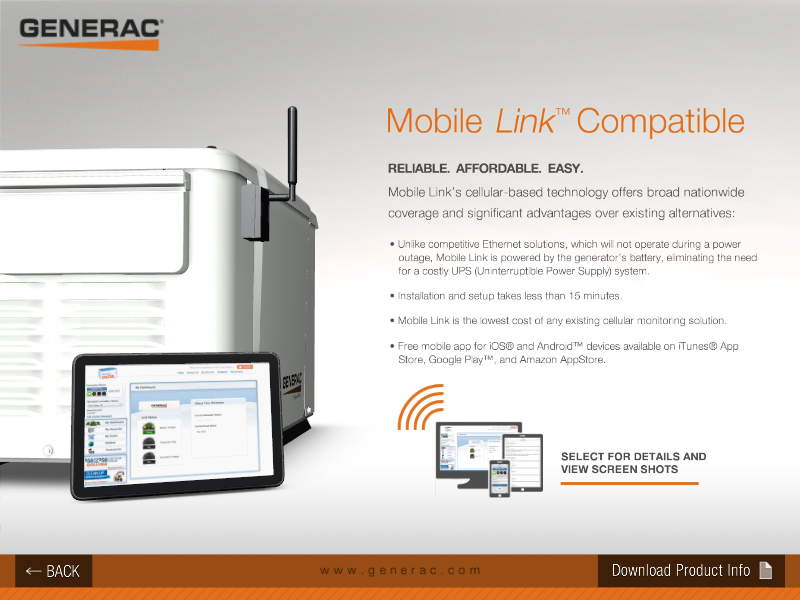 GENERAC®
Mobile Link™ Compatible
RELIABLE. AFFORDABLE. EASY.
Mobile Link's cellular-based technology offers broad nationwide
coverage and significant advantages over existing alternatives:
• Unlike competitive Ethernet solutions, which will not operate during a power
outage, Mobile Link is powered by the generator's battery, eliminating the need
for a costly UPS (Uninterruptible Power Supply) system.
• Installation and setup takes less than 15 minutes.
• Mobile Link is the lowest cost of any existing cellular monitoring solution.
• Free mobile app for iOS® and Android™ devices available on iTunes® App
Store, Google Play™, and Amazon AppStore.
GENERAC
SELECT FOR DETAILS AND
VIEW SCREEN SHOTS
← BACK
www.generac.com
Download Product Info